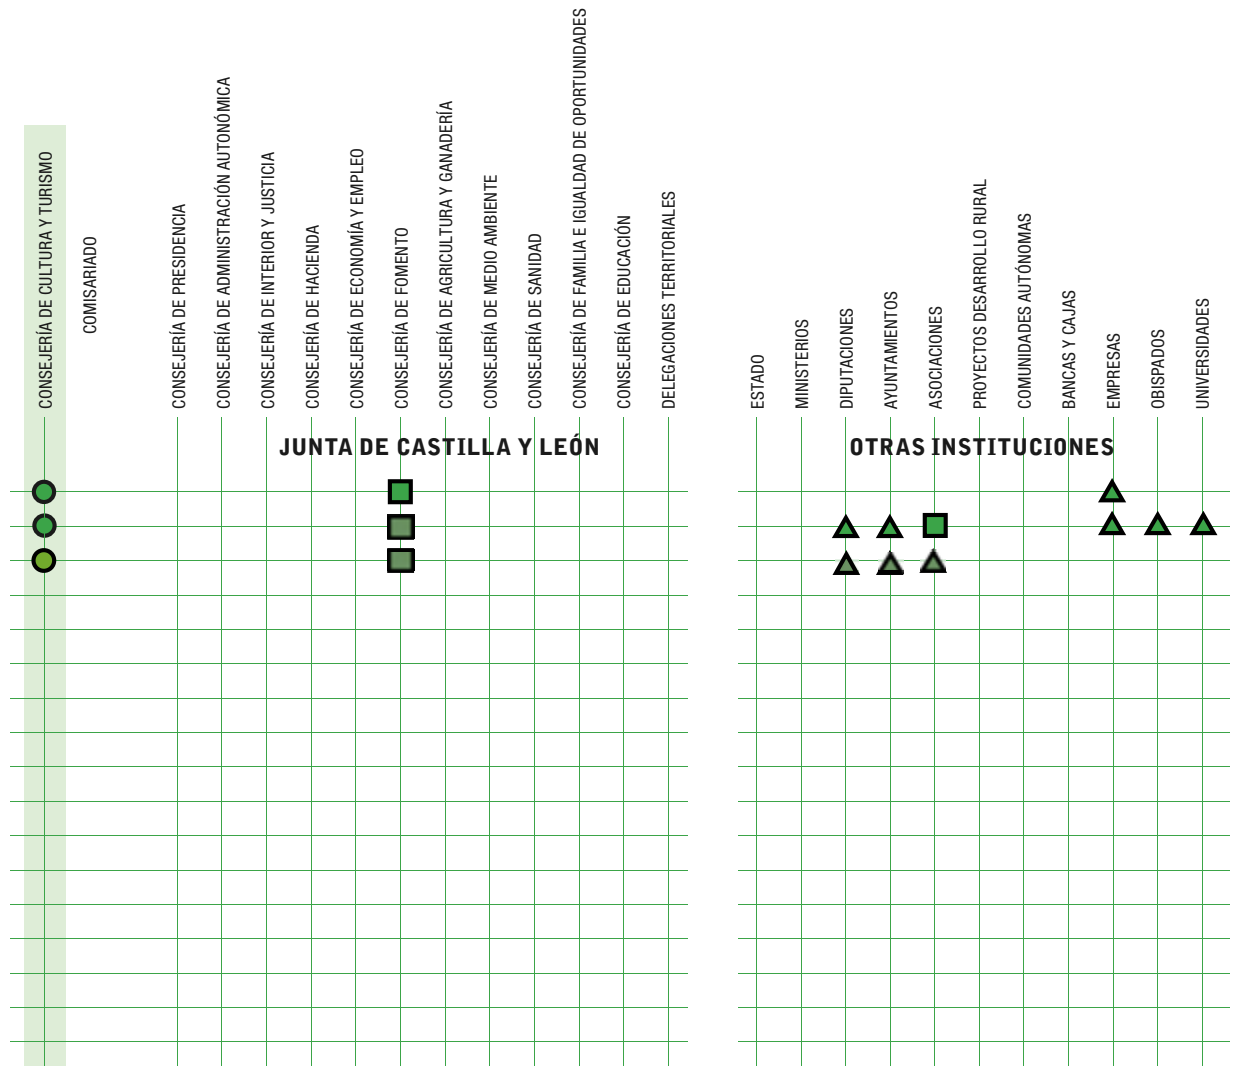 CONSEJERÍA DE CULTURA Y TURISMO
COMISARIADO
CONSEJERÍA DE PRESIDENCIA
CONSEJERÍA DE ADMINISTRACIÓN AUTONÓMICA
CONSEJERÍA DE INTERIOR Y JUSTICIA
CONSEJERÍA DE HACIENDA
CONSEJERÍA DE ECONOMÍA Y EMPLEO
CONSEJERÍA DE FOMENTO
CONSEJERÍA DE AGRICULTURA Y GANADERÍA
CONSEJERÍA DE MEDIO AMBIENTE
CONSEJERÍA DE SANIDAD
CONSEJERÍA DE FAMILIA E IGUALDAD DE OPORTUNIDADES
CONSEJERÍA DE EDUCACIÓN
DELEGACIONES TERRITORIALES
ESTADO
MINISTERIOS
DIPUTACIONES
AYUNTAMIENTOS
ASOCIACIONES
PROYECTOS DESARROLLO RURAL
COMUNIDADES AUTÓNOMAS
BANCAS Y CAJAS
EMPRESAS
OBISPADOS
UNIVERSIDADES
JUNTA DE CASTILLA Y LEÓN
OTRAS INSTITUCIONES